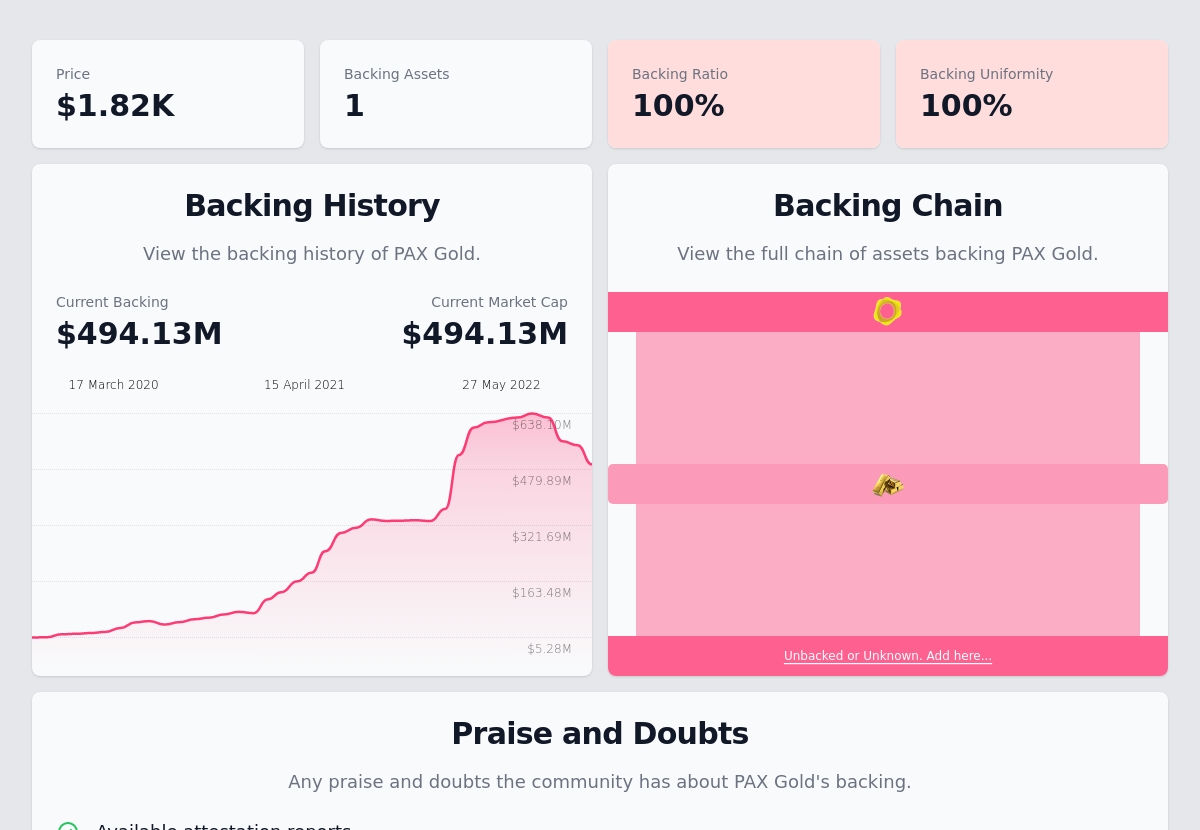 Price
$1.82K
Backing Assets
1
Backing Ratio
100%
Backing Uniformity
100%
Backing History
View the backing history of PAX Gold.
Current Backing
$494.13M
Current Market Cap
$494.13M
17 March 2020
15 April 2021
27 May 2022
$638.10M
$479.89M
$321.69M
$163.48M
$5.28M
Backing Chain
View the full chain of assets backing PAX Gold.
Unbacked or Unknown. Add here...
Praise and Doubts
Any praise and doubts the community has about PAX Gold's backing.
Available attestation reports